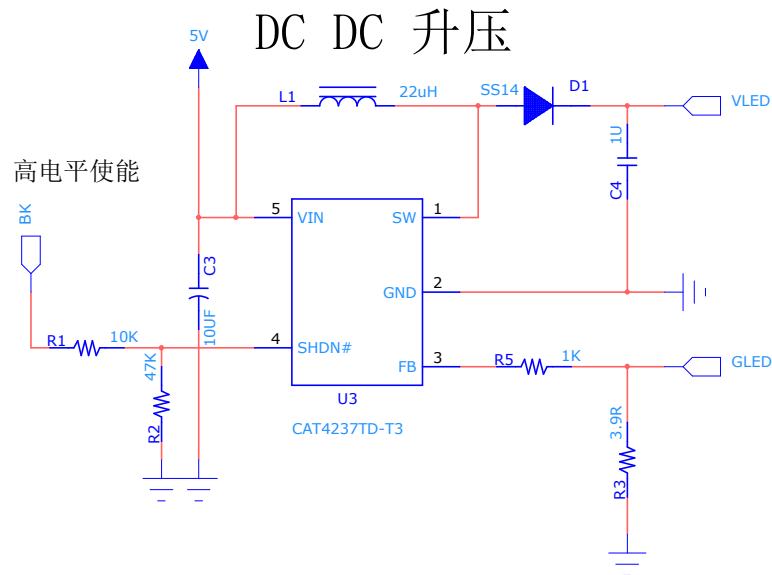 DC DC 升压
5V
L1
22uH
SS14
D1
VLED
1U
C4
高电平使能
BK
5
VIN
SW
1
C3
10UF
GND
2
R1
10K
4
SHDN#
47K
R2
FB
3
R5
1K
GLED
U3
CAT4237TD-T3
3.9R
R3